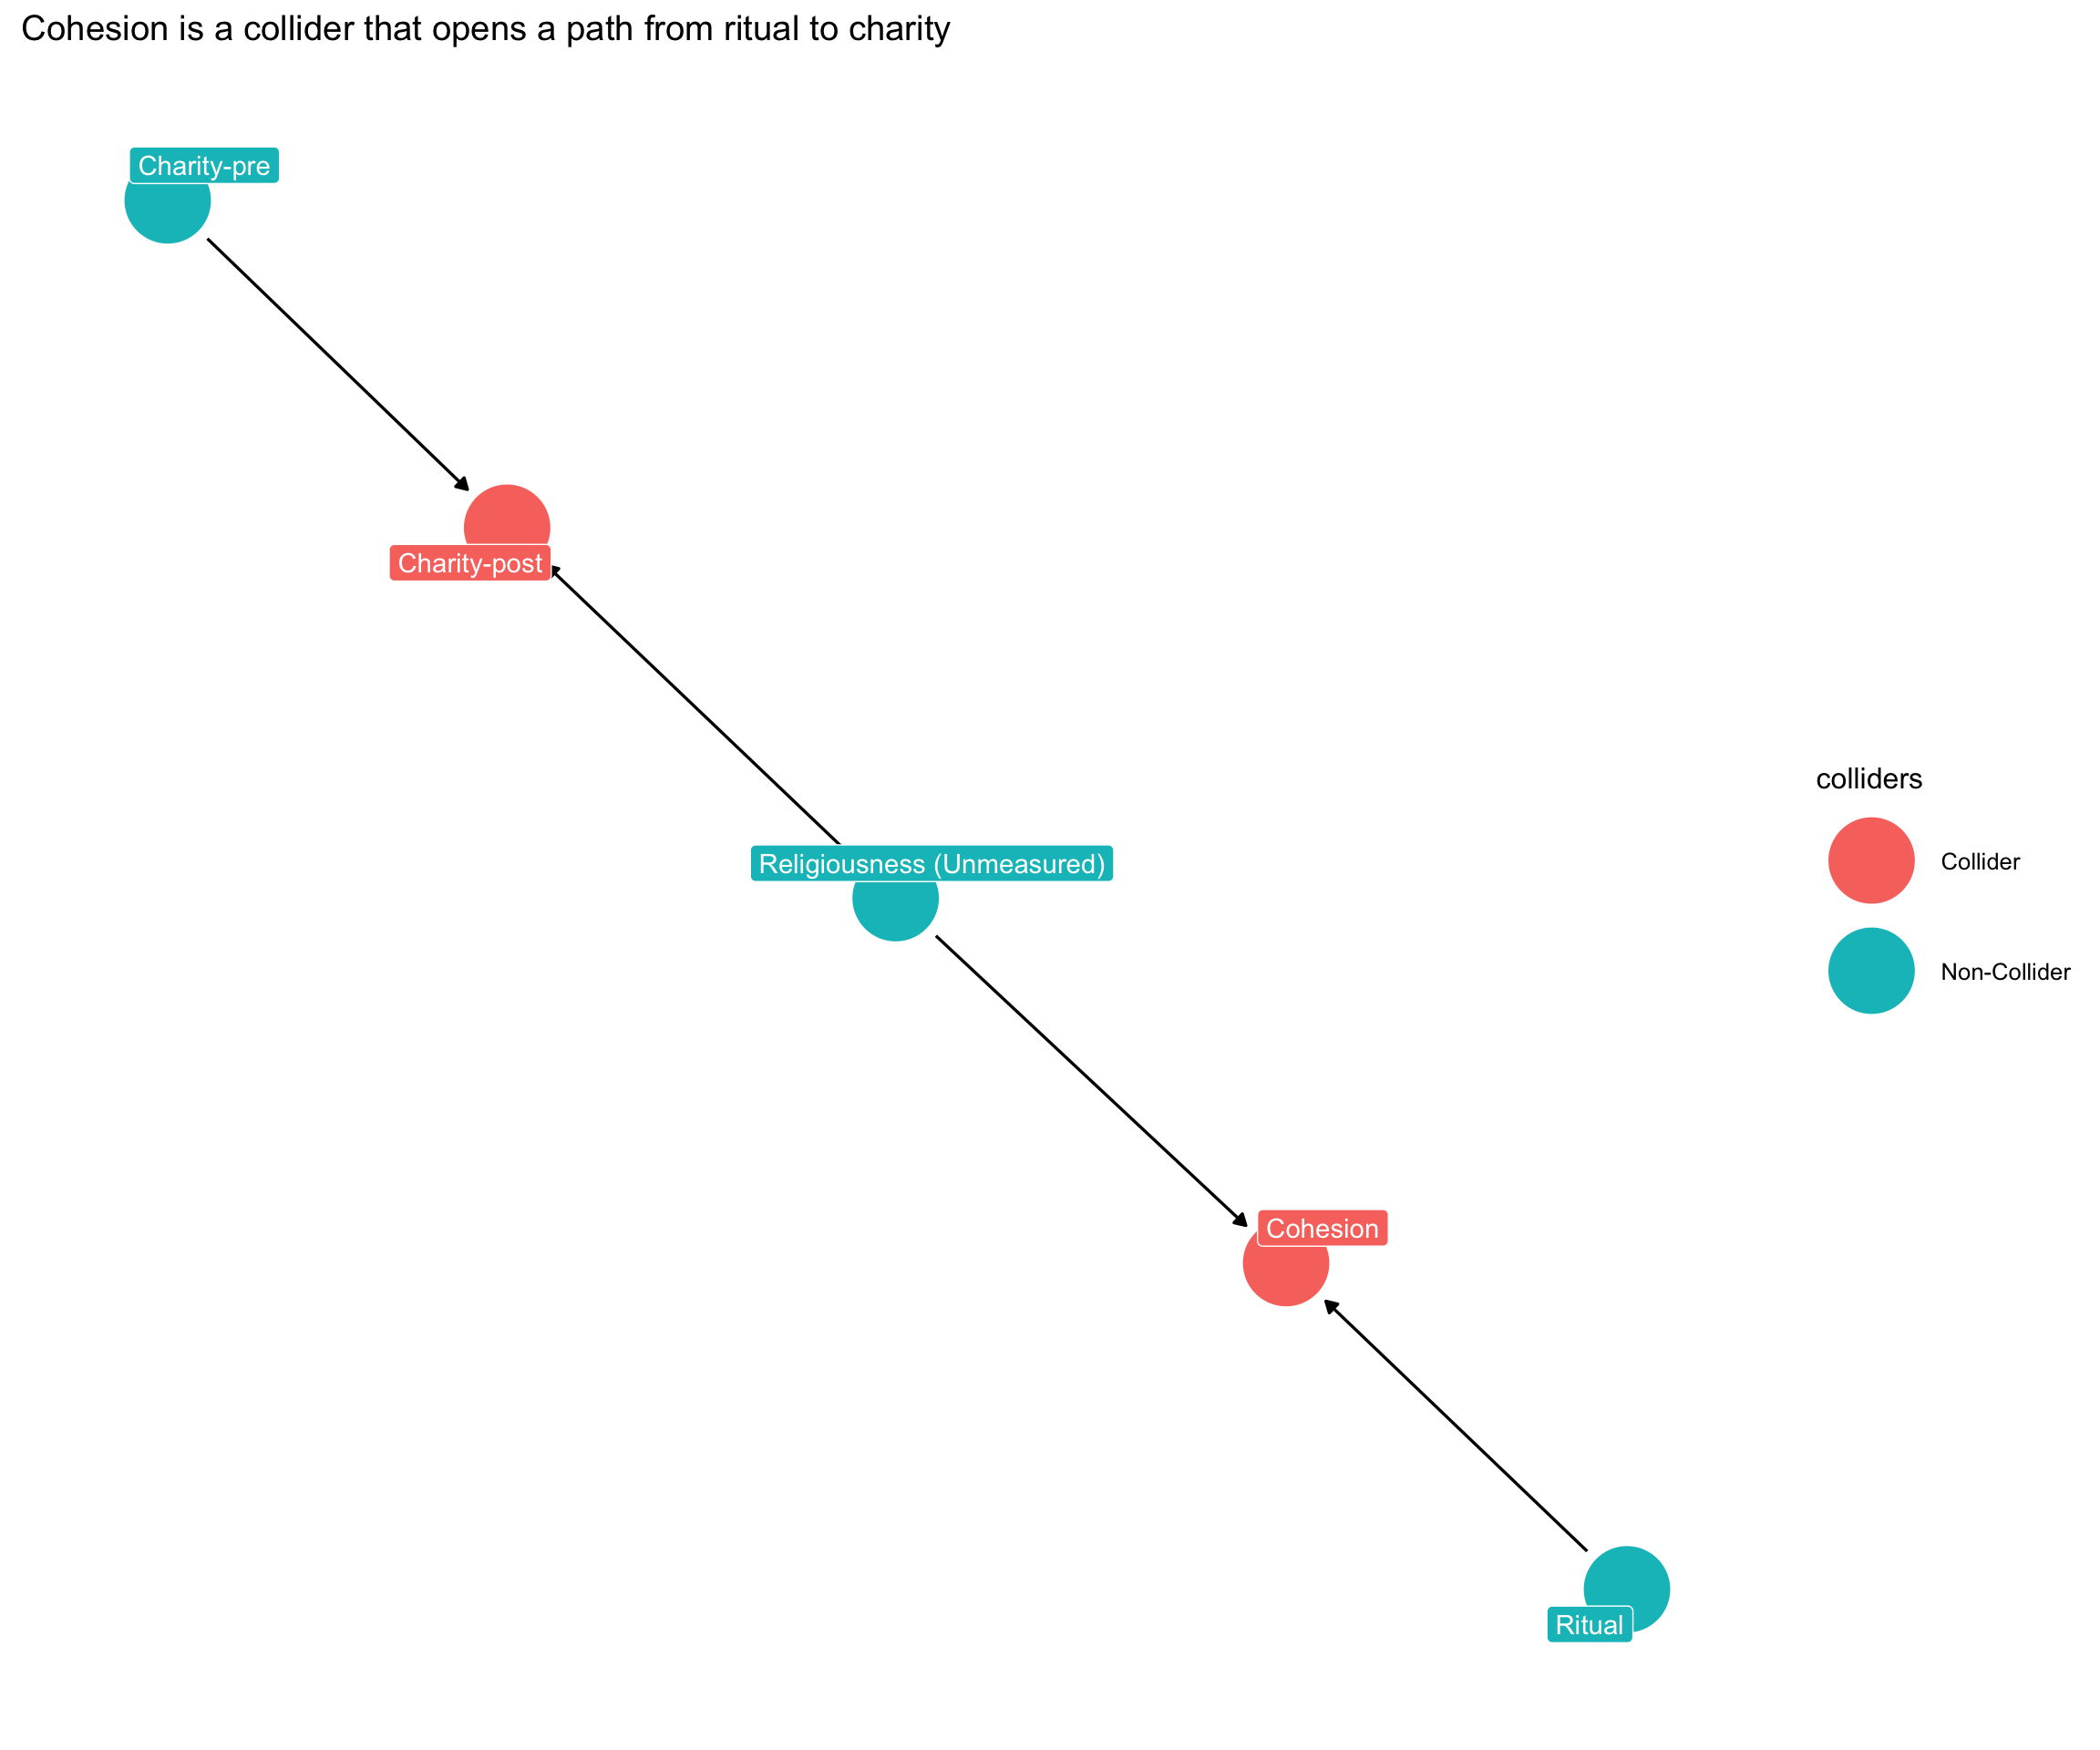 Cohesion is a collider that opens a path from ritual to charity
Charity-pre
Charity-post
Religiousness (Unmeasured)
Cohesion
Ritual
colliders
Collider
Non-Collider